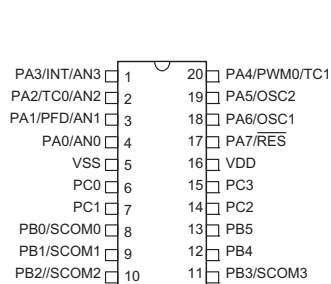 PA3/INT/AN3 1 20 PA4/PWM0/TC1
PA2/TC0/AN2 2 19 PA5/OSC2
PA1/PFD/AN1 3 18 PA6/OSC1
PA0/AN0 4 17 PA7/RES
VSS 5 16 VDD
PC0 6 15 PC3
PC1 7 14 PC2
PB0/SCOM0 8 13 PB5
PB1/SCOM1 9 12 PB4
PB2//SCOM2 10 11 PB3/SCOM3